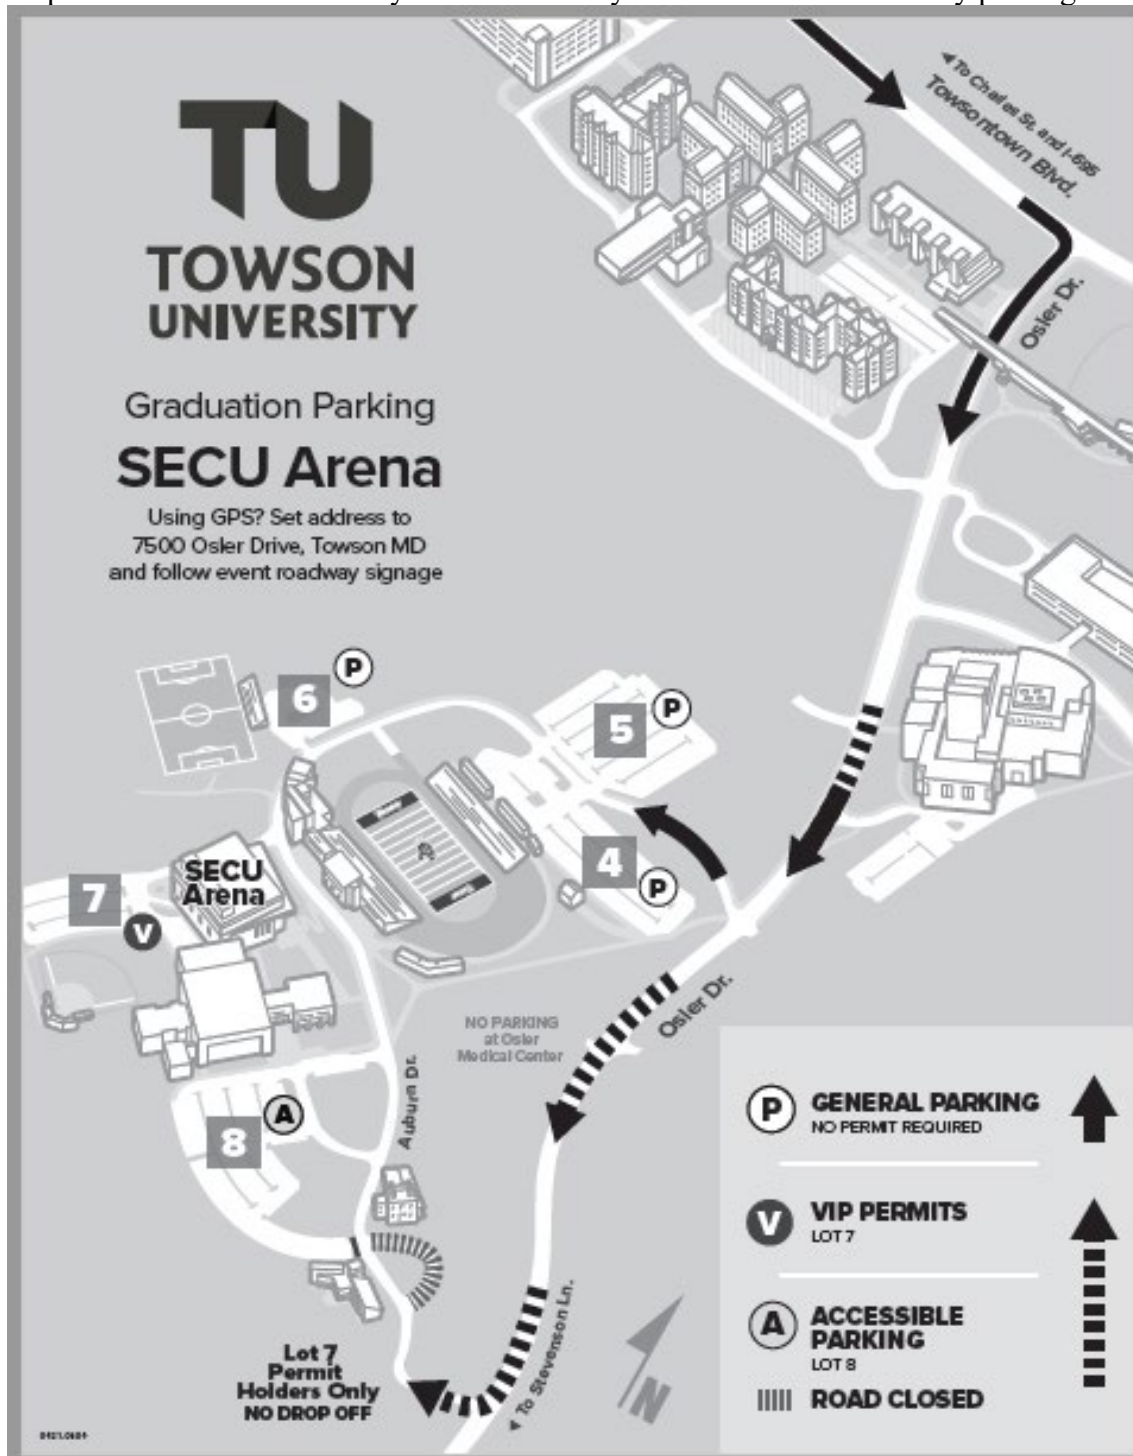 TU
TOWSON
UNIVERSITY
Graduation Parking
SECU Arena
Using GPS? Set address to
7500 Osler Drive, Towson MD
and follow event roadway signage
◄ To Charles St. and I-695
Towsontown Blvd.
Osler Dr.
6
P
5
P
4
P
SECU
Arena
7
V
NO PARKING
at Osler
Medical Center
Osler Dr.
Auburn Dr.
8
A
Lot 7
Permit
Holders Only
NO DROP OFF
◄ To Stevenson Ln.
N
P
GENERAL PARKING
NO PERMIT REQUIRED
V
VIP PERMITS
LOT 7
A
ACCESSIBLE
PARKING
LOT 8
ROAD CLOSED